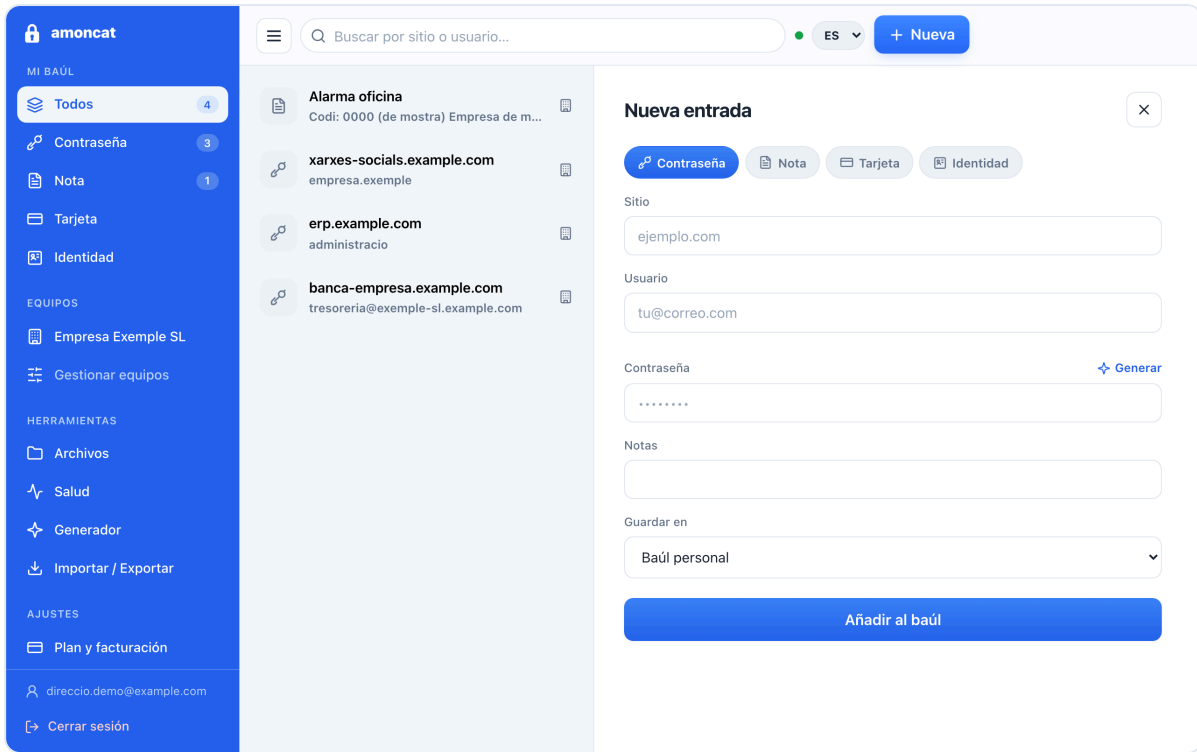 amoncat
MI BAÚL
Todos 4
Contraseña 3
Nota 1
Tarjeta
Identidad
EQUIPOS
Empresa Exemple SL
Gestionar equipos
HERRAMIENTAS
Archivos
Salud
Generador
Importar / Exportar
AJUSTES
Plan y facturación
direccio.demo@example.com
Cerrar sesión
Buscar por sitio o usuario...
ES
+ Nueva
Alarma oficina
Codi: 0000 (de mostra) Empresa de m...
xarxes-socials.example.com
empresa.exemple
erp.example.com
administracio
banca-empresa.example.com
tresoreria@exemple-sl.example.com
Nueva entrada
Contraseña Nota Tarjeta Identidad
Sitio
ejemplo.com
Usuario
tu@correo.com
Contraseña Generar
••••••••
Notas
Guardar en
Baúl personal
Añadir al baúl